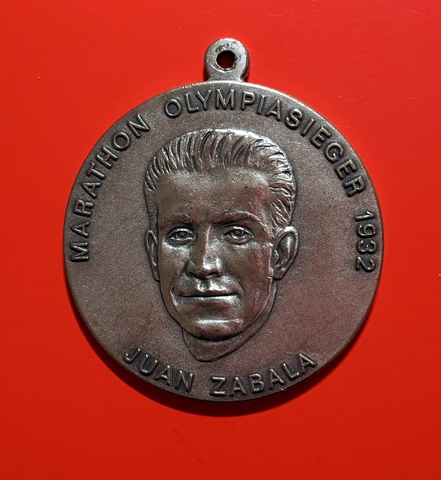 MARATHON OLYMPIASIEGER 1932
JUAN ZABALA